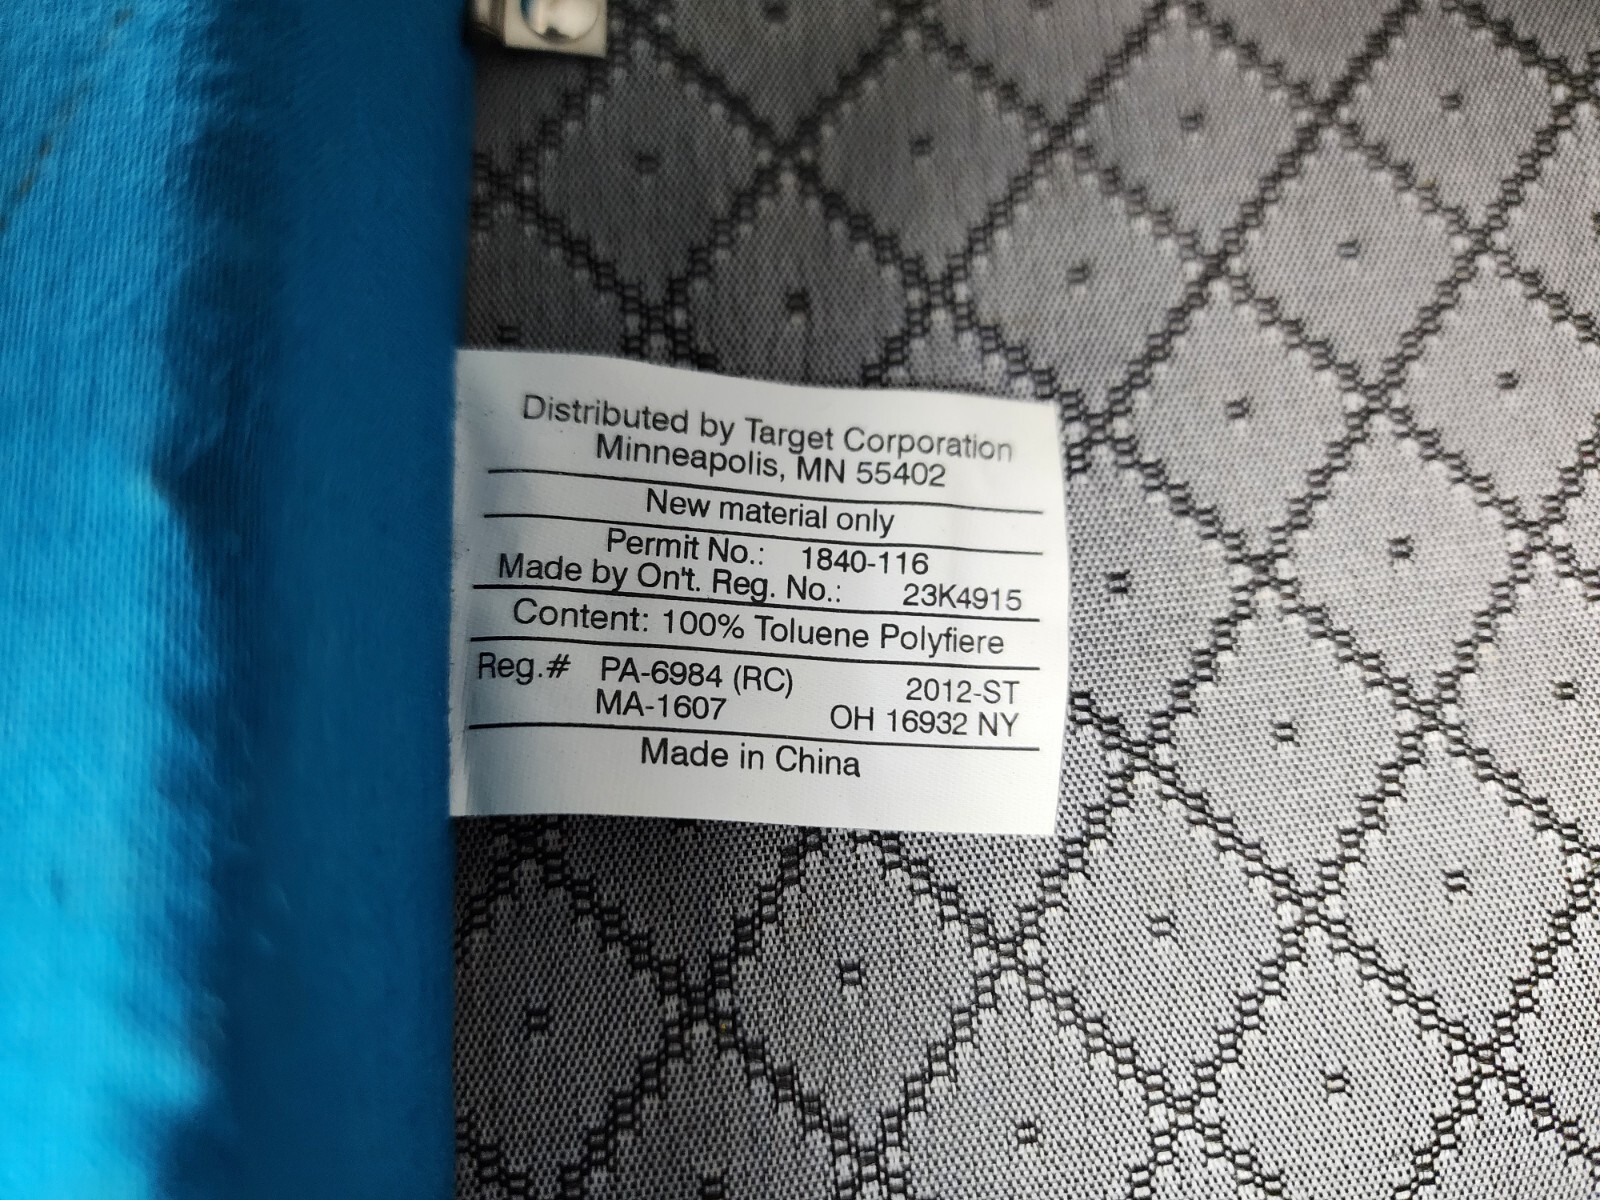 Distributed by Target Corporation
Minneapolis, MN 55402
New material only
Permit No.: 1840-116
Made by On't. Reg. No.: 23K4915
Content: 100% Toluene Polyfiere
Reg.# PA-6984 (RC) 2012-ST
MA-1607 OH 16932 NY
Made in China